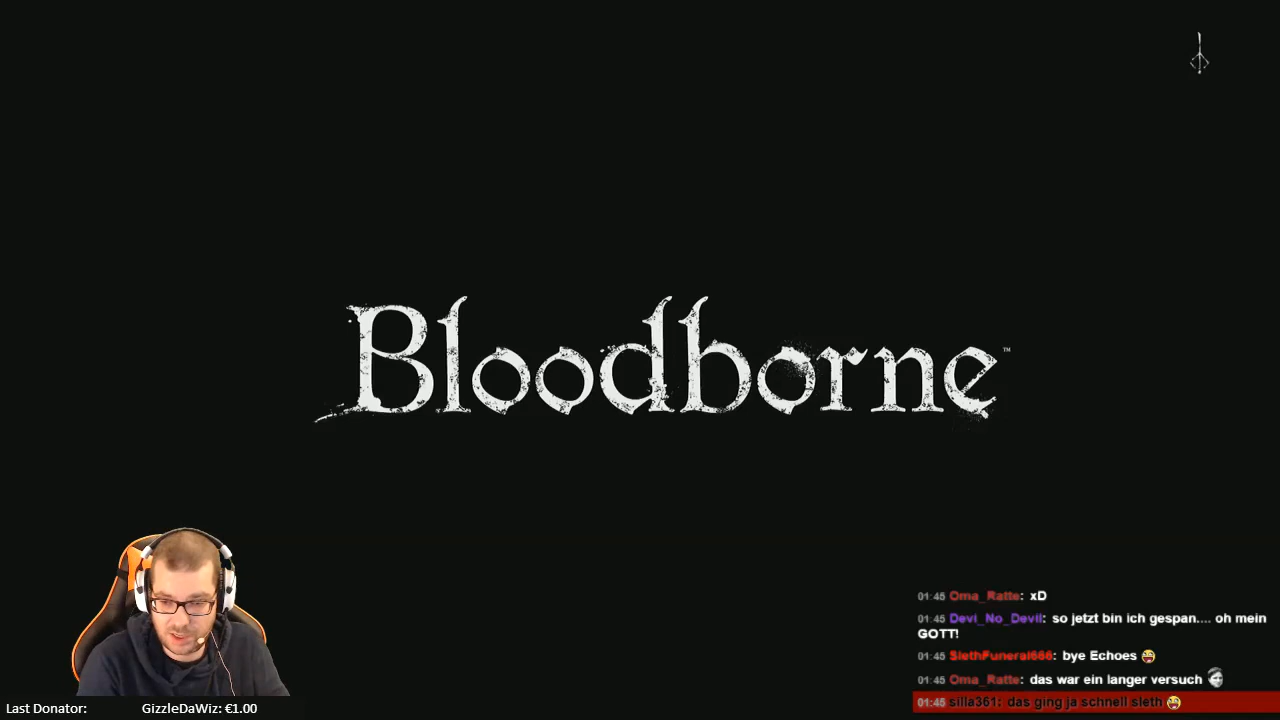 Bloodborne™
01:45 Oma_Ratte: xD
01:45 Devi_No_Devil: so jetzt bin ich gespan.... oh mein
GOTT!
01:45 SlethFuneral666: bye Echoes
01:45 Oma_Ratte: das war ein langer versuch
01:45 silla361: das ging ja schnell sleth
Last Donator: GizzleDaWiz: €1.00